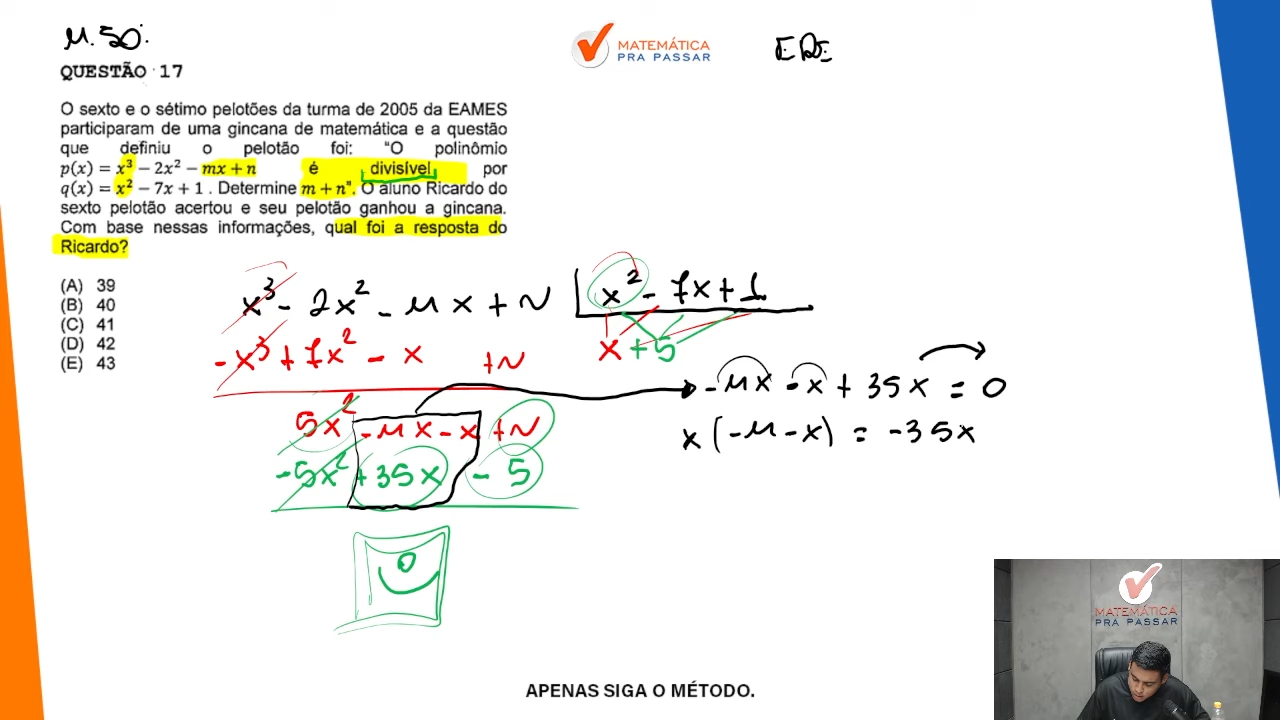 M.50:
MATEMÁTICA
PRA PASSAR
EDE
QUESTÃO 17
O sexto e o sétimo pelotões da turma de 2005 da EAMES
participaram de uma gincana de matemática e a questão
que definiu o pelotão foi: "O polinômio
p(x) = x³ − 2x² − mx + n é divisível por
q(x) = x² − 7x + 1 . Determine m + n". O aluno Ricardo do
sexto pelotão acertou e seu pelotão ganhou a gincana.
Com base nessas informações, qual foi a resposta do
Ricardo?
(A) 39
(B) 40
(C) 41
(D) 42
(E) 43
x³ - 2x² - Mx + N | x² - 7x + 1
-x³ + 7x² - x +N x + 5
5x² -Mx - x +N
-5x² +35x - 5
0
-Mx - x + 35x = 0
x (-M - x) = -35x
MATEMÁTICA
PRA PASSAR
APENAS SIGA O MÉTODO.